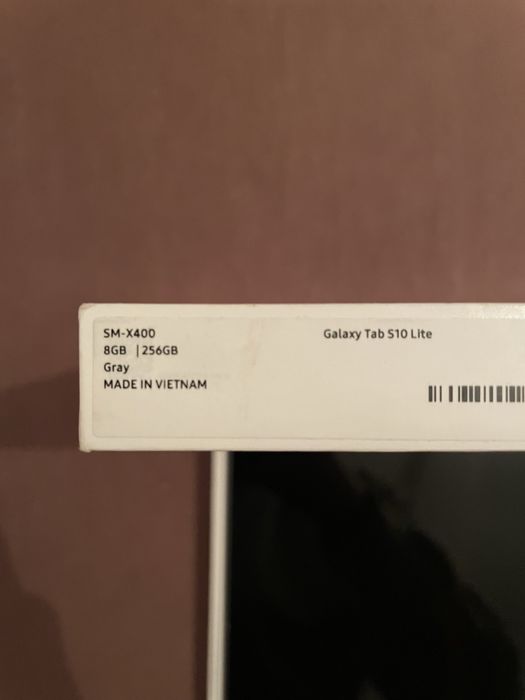 SM-X400
8GB | 256GB
Gray
MADE IN VIETNAM
Galaxy Tab S10 Lite